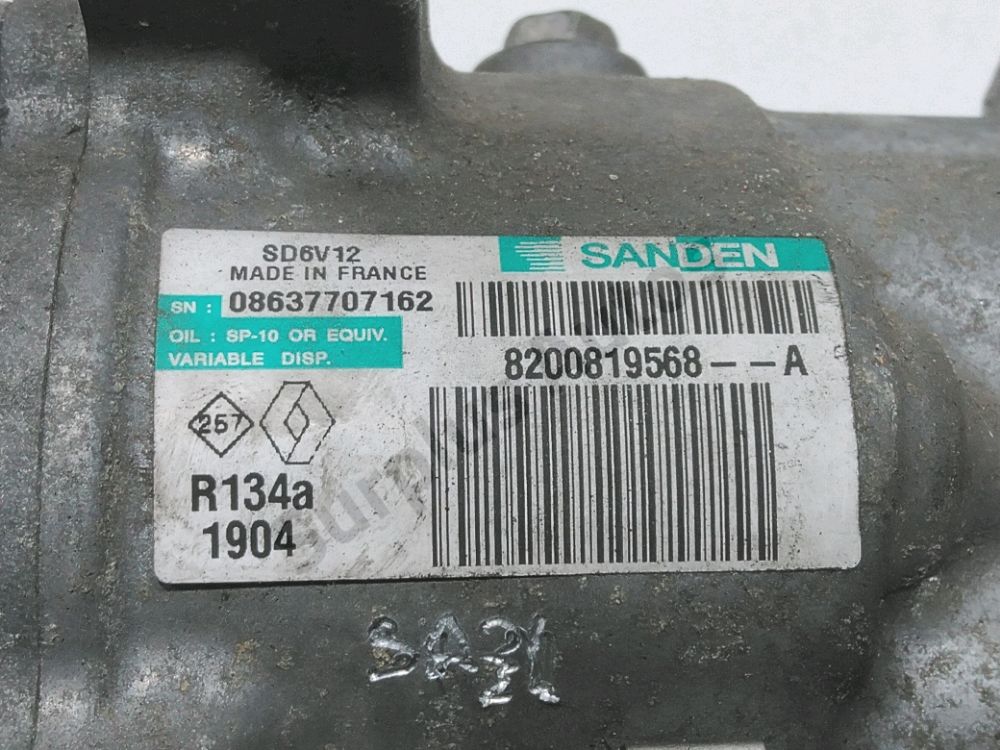 SD6V12
MADE IN FRANCE
SANDEN
SN : 08637707162
OIL : SP-10 OR EQUIV.
VARIABLE DISP.
8200819568--A
257
R134a
1904